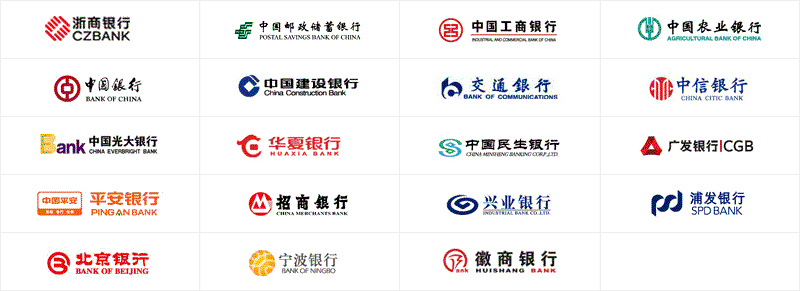 浙商银行
CZBANK
中国邮政储蓄银行
POSTAL SAVINGS BANK OF CHINA
中国工商银行
INDUSTRIAL AND COMMERCIAL BANK OF CHINA
中国农业银行
AGRICULTURAL BANK OF CHINA
中国银行
BANK OF CHINA
中国建设银行
China Construction Bank
交通银行
BANK OF COMMUNICATIONS
中信银行
CHINA CITIC BANK
Bank
中国光大银行
CHINA EVERBRIGHT BANK
华夏银行
HUAXIA BANK
中国民生银行
CHINA MINSHENG BANKING CORP.,LTD.
广发银行|CGB
中国平安
平安银行
PING AN BANK
招商银行
CHINA MERCHANTS BANK
兴业银行
INDUSTRIAL BANK CO.,LTD.
浦发银行
SPD BANK
北京银行
BANK OF BEIJING
宁波银行
BANK OF NINGBO
Bank
徽商银行
HUISHANG BANK